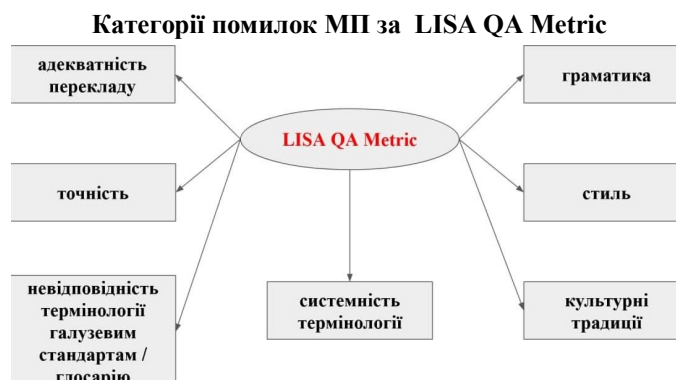 Категорії помилок МП за LISA QA Metric
адекватність
перекладу
граматика
LISA QA Metric
точність
стиль
невідповідність
термінології
галузевим
стандартам /
глосарію
системність
термінології
культурні
традиції